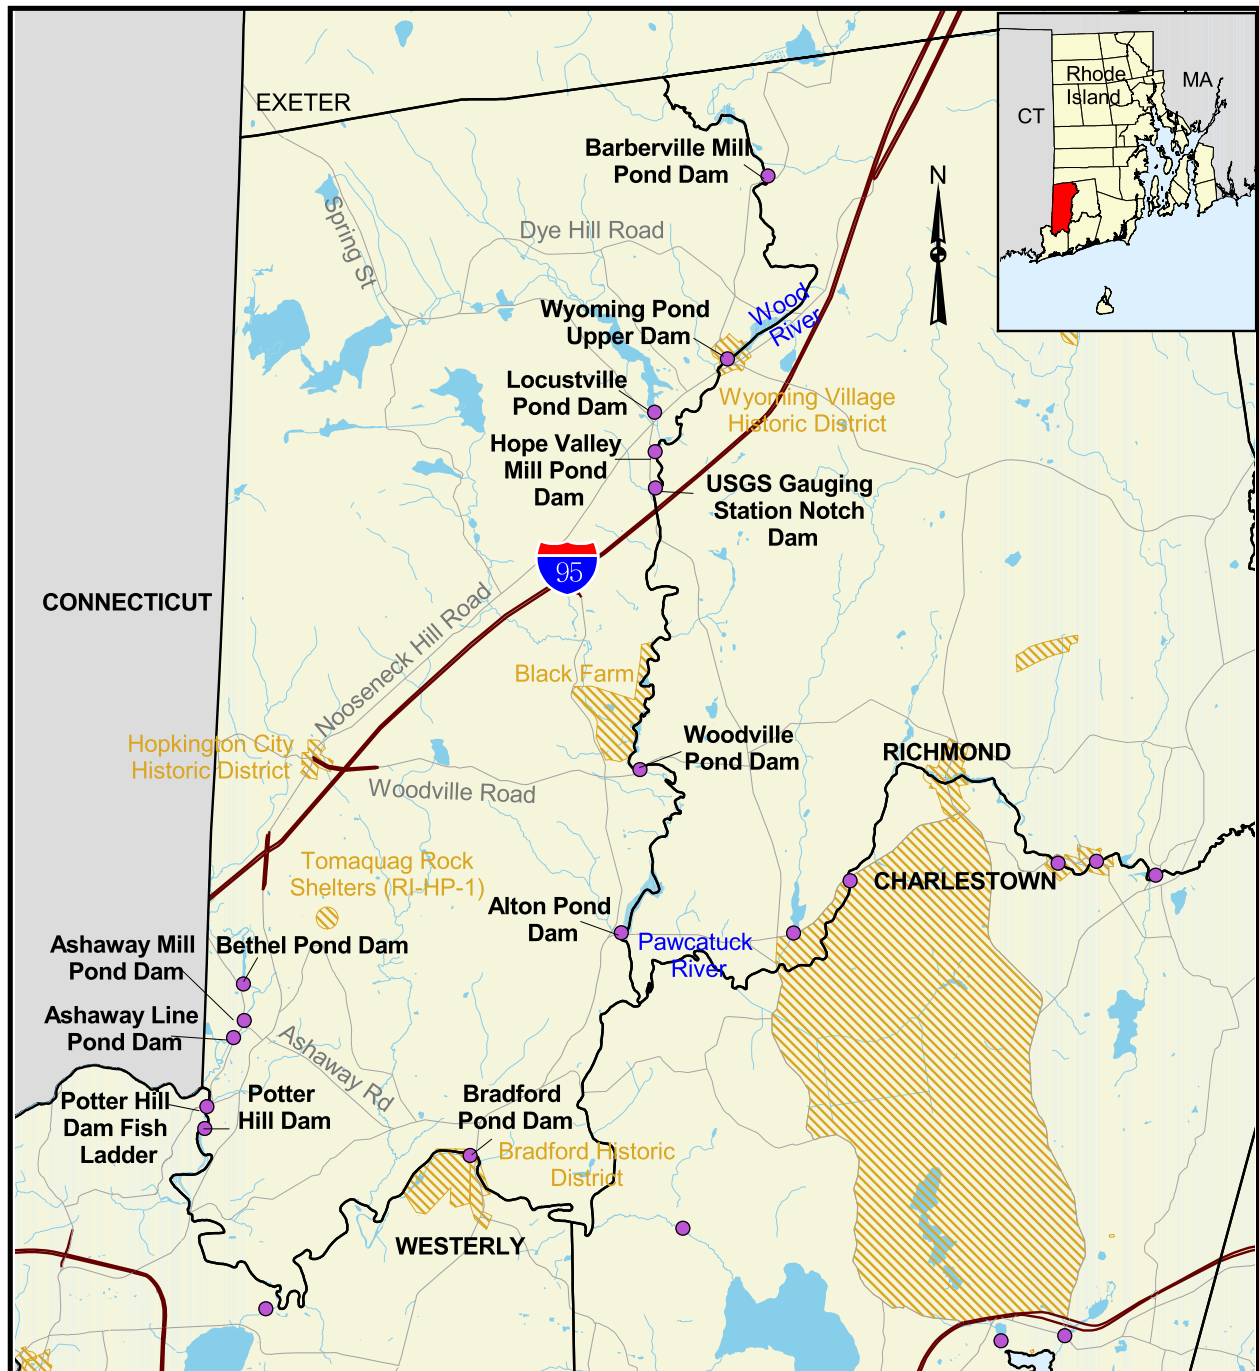 EXETER
Rhode
Island
MA
CT
Barberville Mill
Pond Dam
N
Spring St
Dye Hill Road
Wood
River
Wyoming Pond
Upper Dam
Locustville
Pond Dam
Wyoming Village
Historic District
Hope Valley
Mill Pond
Dam
USGS Gauging
Station Notch
Dam
95
CONNECTICUT
Nooseneck Hill Road
Black Farm
Hopkington City
Historic District
Woodville
Pond Dam
RICHMOND
Woodville Road
Tomaquag Rock
Shelters (RI-HP-1)
CHARLESTOWN
Alton Pond
Dam
Pawcatuck
River
Ashaway Mill
Pond Dam
Bethel Pond Dam
Ashaway Line
Pond Dam
Ashaway Rd
Potter Hill
Dam Fish
Ladder
Potter
Hill Dam
Bradford
Pond Dam
Bradford Historic
District
WESTERLY